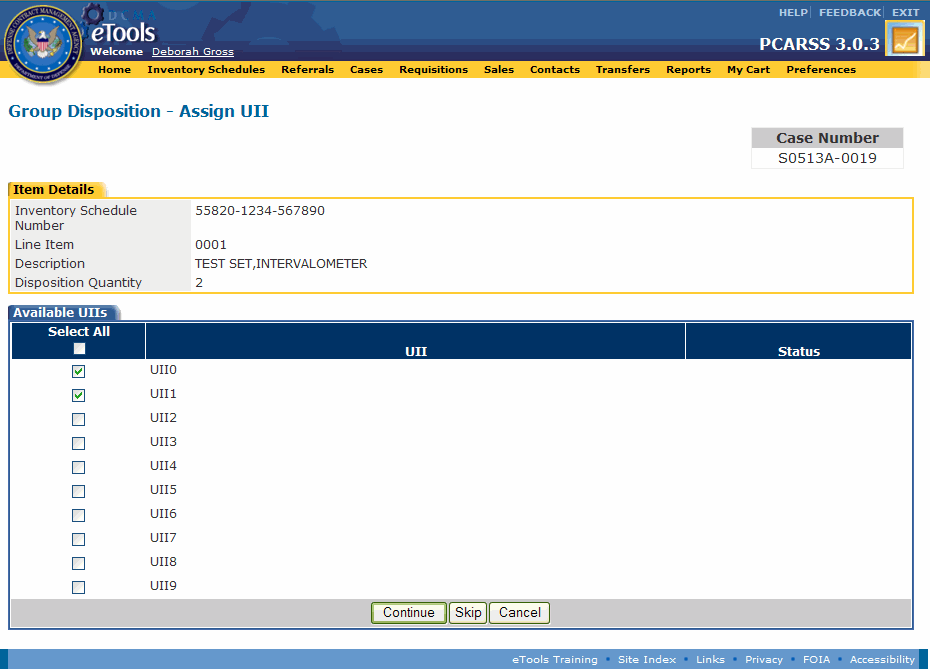 HELP FEEDBACK EXIT
eTools
Welcome Deborah Gross
PCARSS 3.0.3
Home Inventory Schedules Referrals Cases Requisitions Sales Contacts Transfers Reports My Cart Preferences
Group Disposition - Assign UII
Case Number
S0513A-0019
Item Details
Inventory Schedule 55820-1234-567890
Number
Line Item 0001
Description TEST SET,INTERVALOMETER
Disposition Quantity 2
Available UIIs
Select All
UII Status
UII0
UII1
UII2
UII3
UII4
UII5
UII6
UII7
UII8
UII9
Continue Skip Cancel
eTools Training • Site Index • Links • Privacy • FOIA • Accessibility